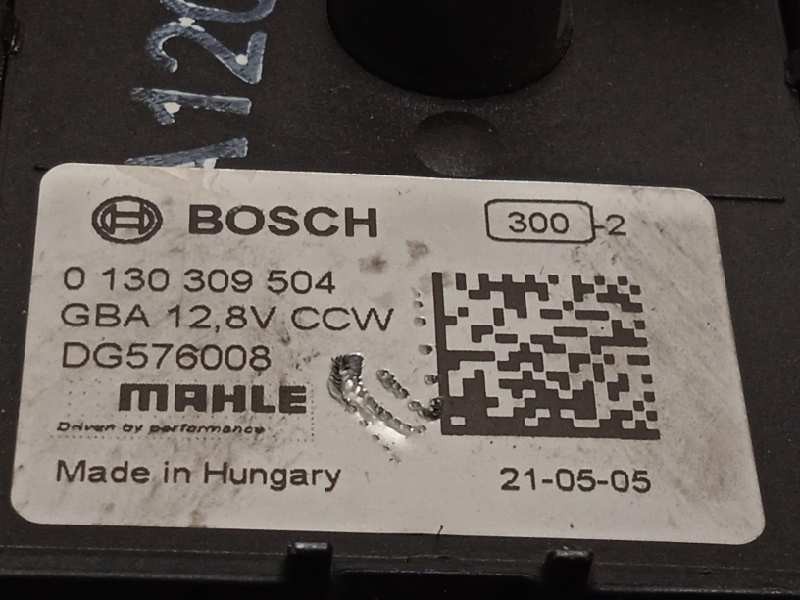 A120
BOSCH 300-2
0 130 309 504
GBA 12,8V CCW
DG576008
MAHLE
Driven by performance
Made in Hungary 21-05-05